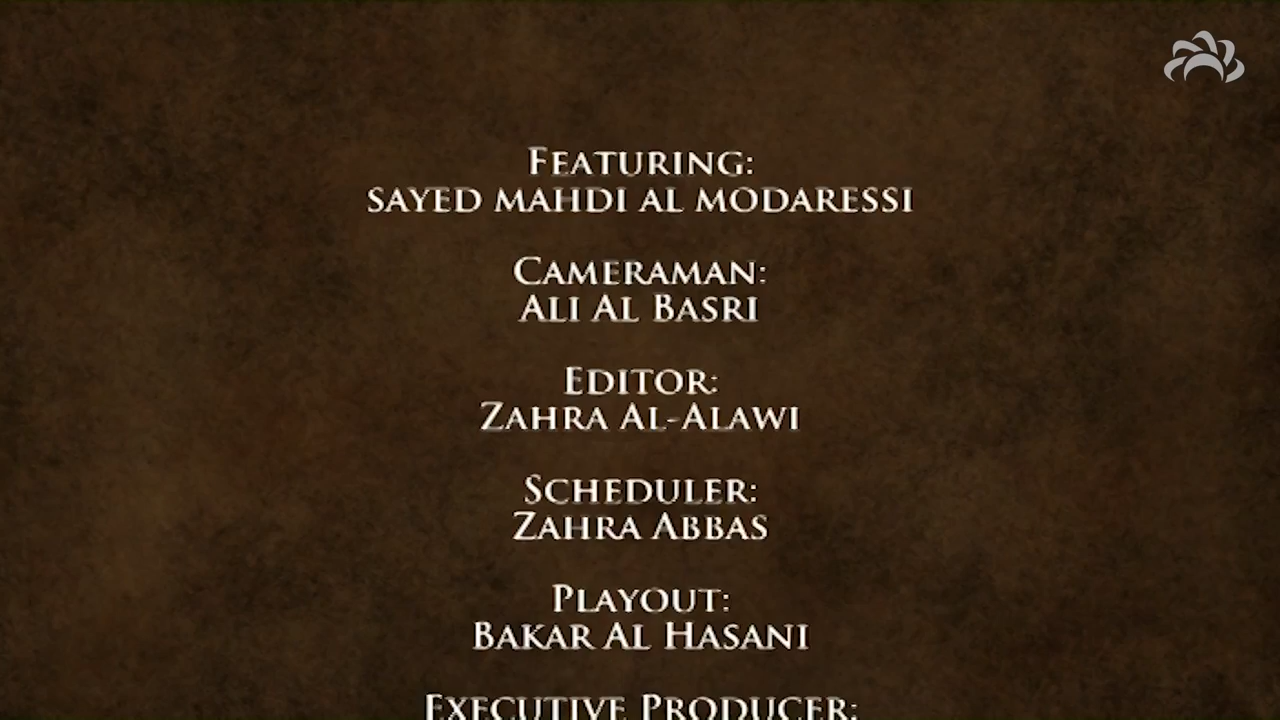 Featuring:
SAYED MAHDI AL MODARESSI
Cameraman:
Ali Al Basri
Editor:
Zahra Al-Alawi
Scheduler:
Zahra Abbas
Playout:
Bakar Al Hasani
Executive Producer: